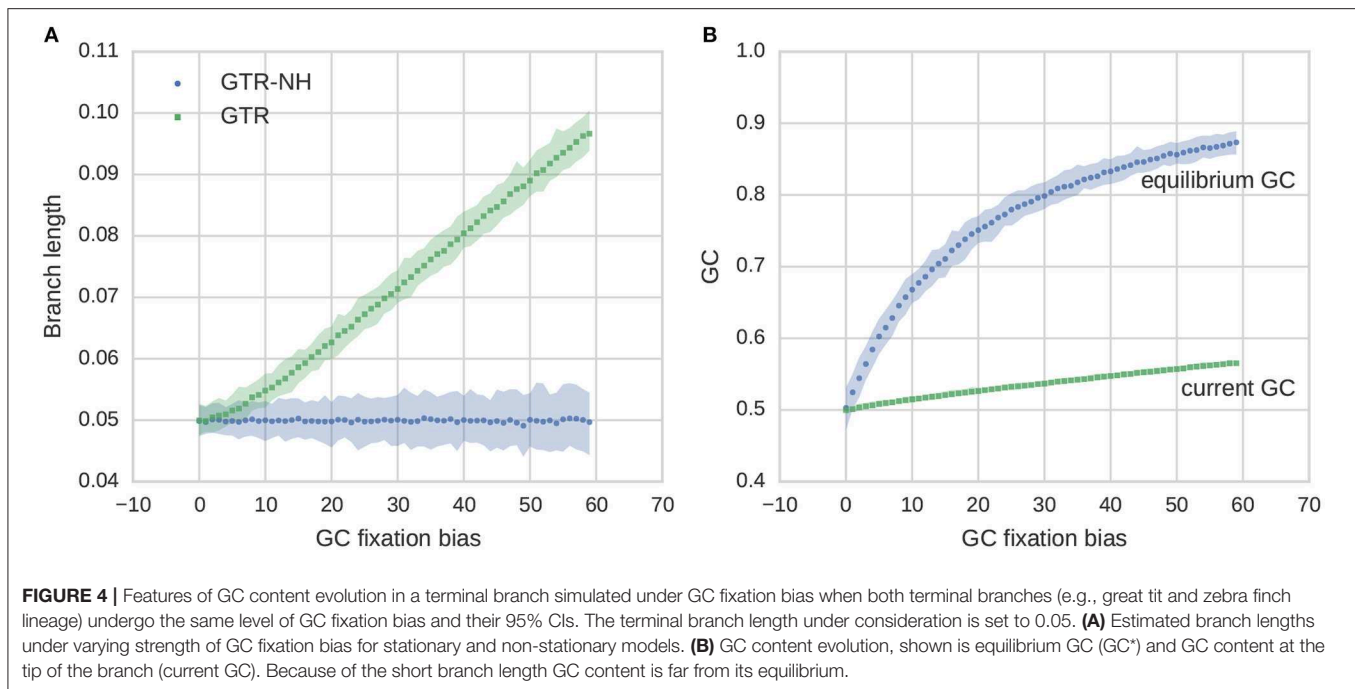 A
0.11
0.10
0.09
0.08
0.07
0.06
0.05
0.04
Branch length
GTR-NH
GTR
−10 0 10 20 30 40 50 60 70
GC fixation bias
B
1.0
0.9
0.8
0.7
0.6
0.5
0.4
GC
equilibrium GC
current GC
−10 0 10 20 30 40 50 60 70
GC fixation bias
FIGURE 4 | Features of GC content evolution in a terminal branch simulated under GC fixation bias when both terminal branches (e.g., great tit and zebra finch
lineage) undergo the same level of GC fixation bias and their 95% CIs. The terminal branch length under consideration is set to 0.05. (A) Estimated branch lengths
under varying strength of GC fixation bias for stationary and non-stationary models. (B) GC content evolution, shown is equilibrium GC (GC*) and GC content at the
tip of the branch (current GC). Because of the short branch length GC content is far from its equilibrium.